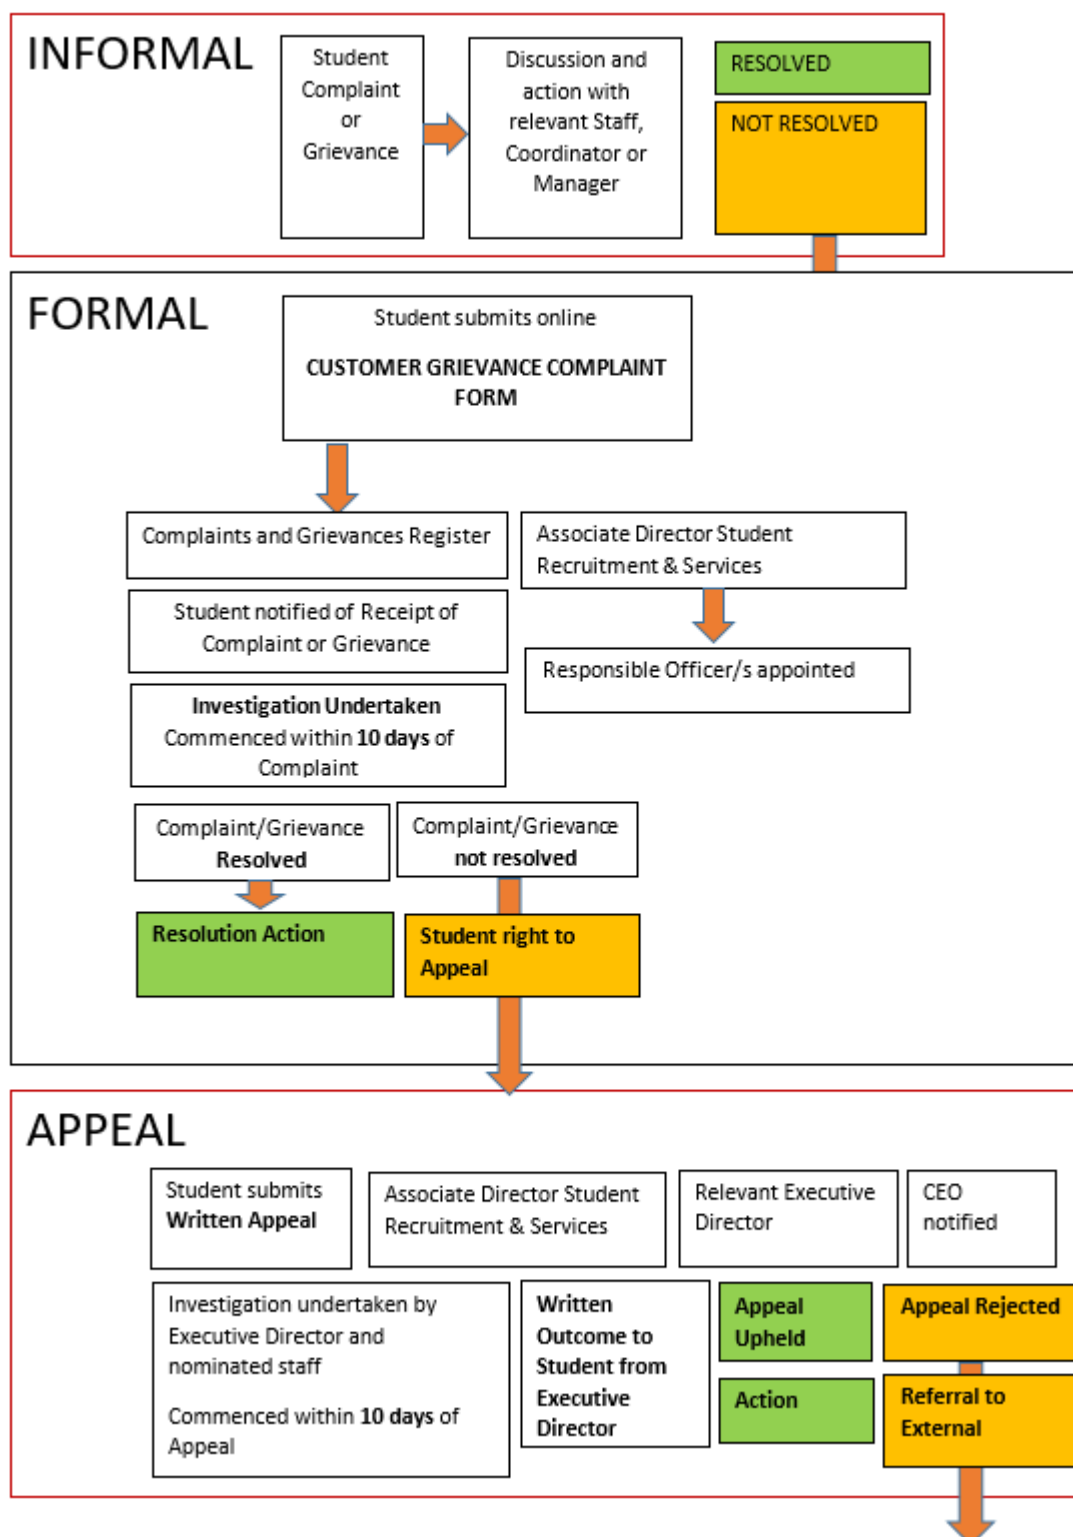 INFORMAL
Student
Complaint
or
Grievance
Discussion and
action with
relevant Staff,
Coordinator or
Manager
RESOLVED
NOT RESOLVED
FORMAL
Student submits online
CUSTOMER GRIEVANCE COMPLAINT
FORM
Complaints and Grievances Register
Associate Director Student
Recruitment & Services
Student notified of Receipt of
Complaint or Grievance
Responsible Officer/s appointed
Investigation Undertaken
Commenced within 10 days of
Complaint
Complaint/Grievance
Resolved
Complaint/Grievance
not resolved
Resolution Action
Student right to
Appeal
APPEAL
Student submits
Written Appeal
Associate Director Student
Recruitment & Services
Relevant Executive
Director
CEO
notified
Investigation undertaken by
Executive Director and
nominated staff
Commenced within 10 days of
Appeal
Written
Outcome to
Student from
Executive
Director
Appeal
Upheld
Appeal Rejected
Action
Referral to
External